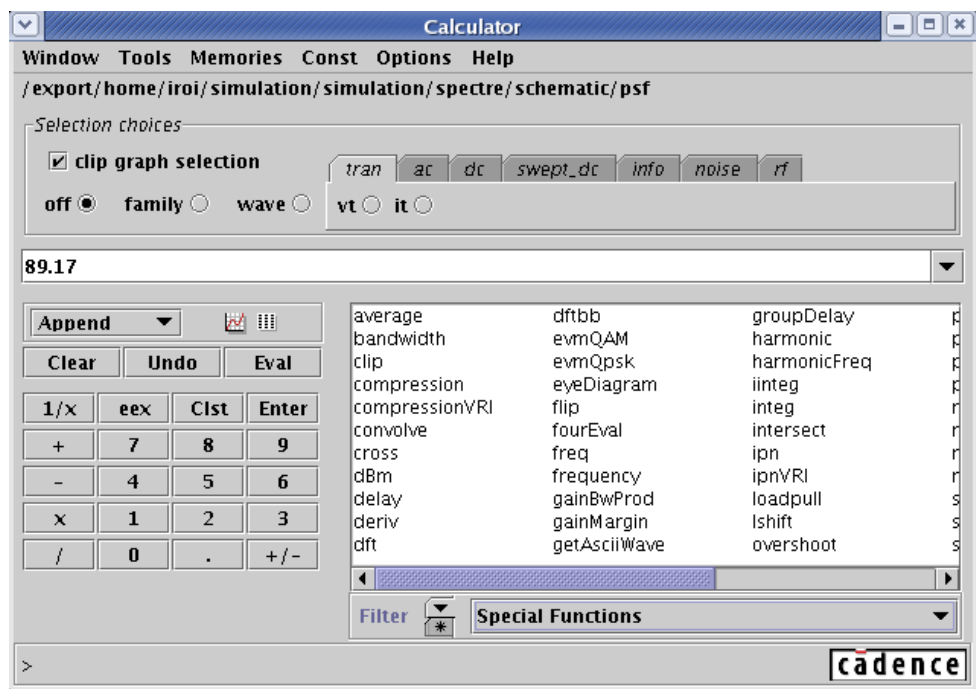 Calculator
Window Tools Memories Const Options Help
/export/home/iroi/simulation/simulation/spectre/schematic/psf
Selection choices
clip graph selection
tran ac dc swept_dc info noise rf
off family wave vt it
89.17
Append
Clear Undo Eval
1/x eex Clst Enter
+ 7 8 9
- 4 5 6
x 1 2 3
/ 0 . +/-
average dftbb groupDelay
bandwidth evmQAM harmonic
clip evmQpsk harmonicFreq
compression eyeDiagram iinteg
compressionVRI flip integ
convolve fourEval intersect
cross freq ipn
dBm frequency ipnVRI
delay gainBwProd loadpull
deriv gainMargin lshift
dft getAsciiWave overshoot
Filter * Special Functions
>
cādence